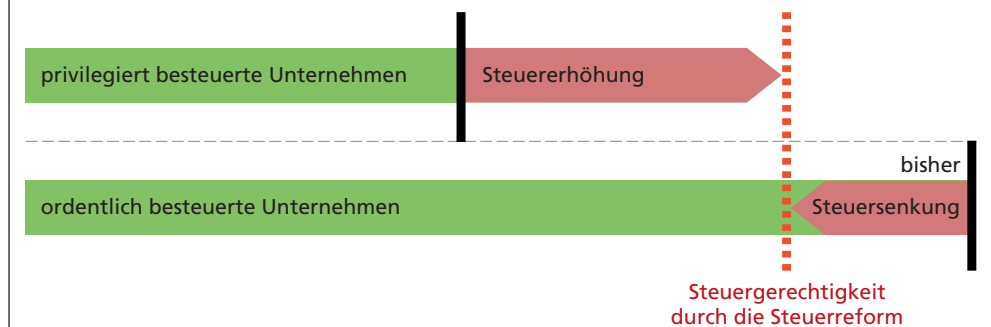 privilegiert besteuerte Unternehmen
Steuererhöhung
bisher
ordentlich besteuerte Unternehmen
Steuersenkung
Steuergerechtigkeit
durch die Steuerreform